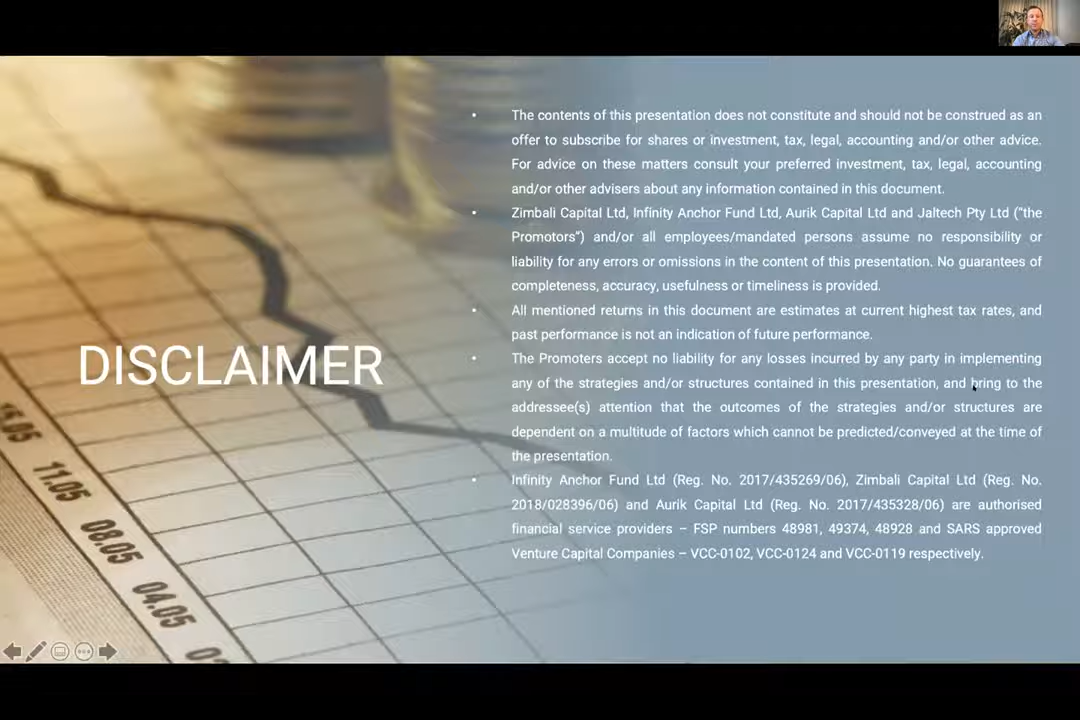 The contents of this presentation does not constitute and should not be construed as an
offer to subscribe for shares or investment, tax, legal, accounting and/or other advice.
For advice on these matters consult your preferred investment, tax, legal, accounting
and/or other advisers about any information contained in this document.
Zimbali Capital Ltd, Infinity Anchor Fund Ltd, Aurik Capital Ltd and Jaltech Pty Ltd (“the
Promotors”) and/or all employees/mandated persons assume no responsibility or
liability for any errors or omissions in the content of this presentation. No guarantees of
completeness, accuracy, usefulness or timeliness is provided.
All mentioned returns in this document are estimates at current highest tax rates, and
past performance is not an indication of future performance.
The Promoters accept no liability for any losses incurred by any party in implementing
any of the strategies and/or structures contained in this presentation, and bring to the
addressee(s) attention that the outcomes of the strategies and/or structures are
dependent on a multitude of factors which cannot be predicted/conveyed at the time of
the presentation.
Infinity Anchor Fund Ltd (Reg. No. 2017/435269/06), Zimbali Capital Ltd (Reg. No.
2018/028396/06) and Aurik Capital Ltd (Reg. No. 2017/435328/06) are authorised
financial service providers – FSP numbers 48981, 49374, 48928 and SARS approved
Venture Capital Companies – VCC-0102, VCC-0124 and VCC-0119 respectively.
DISCLAIMER
11.05
08.05
04.05